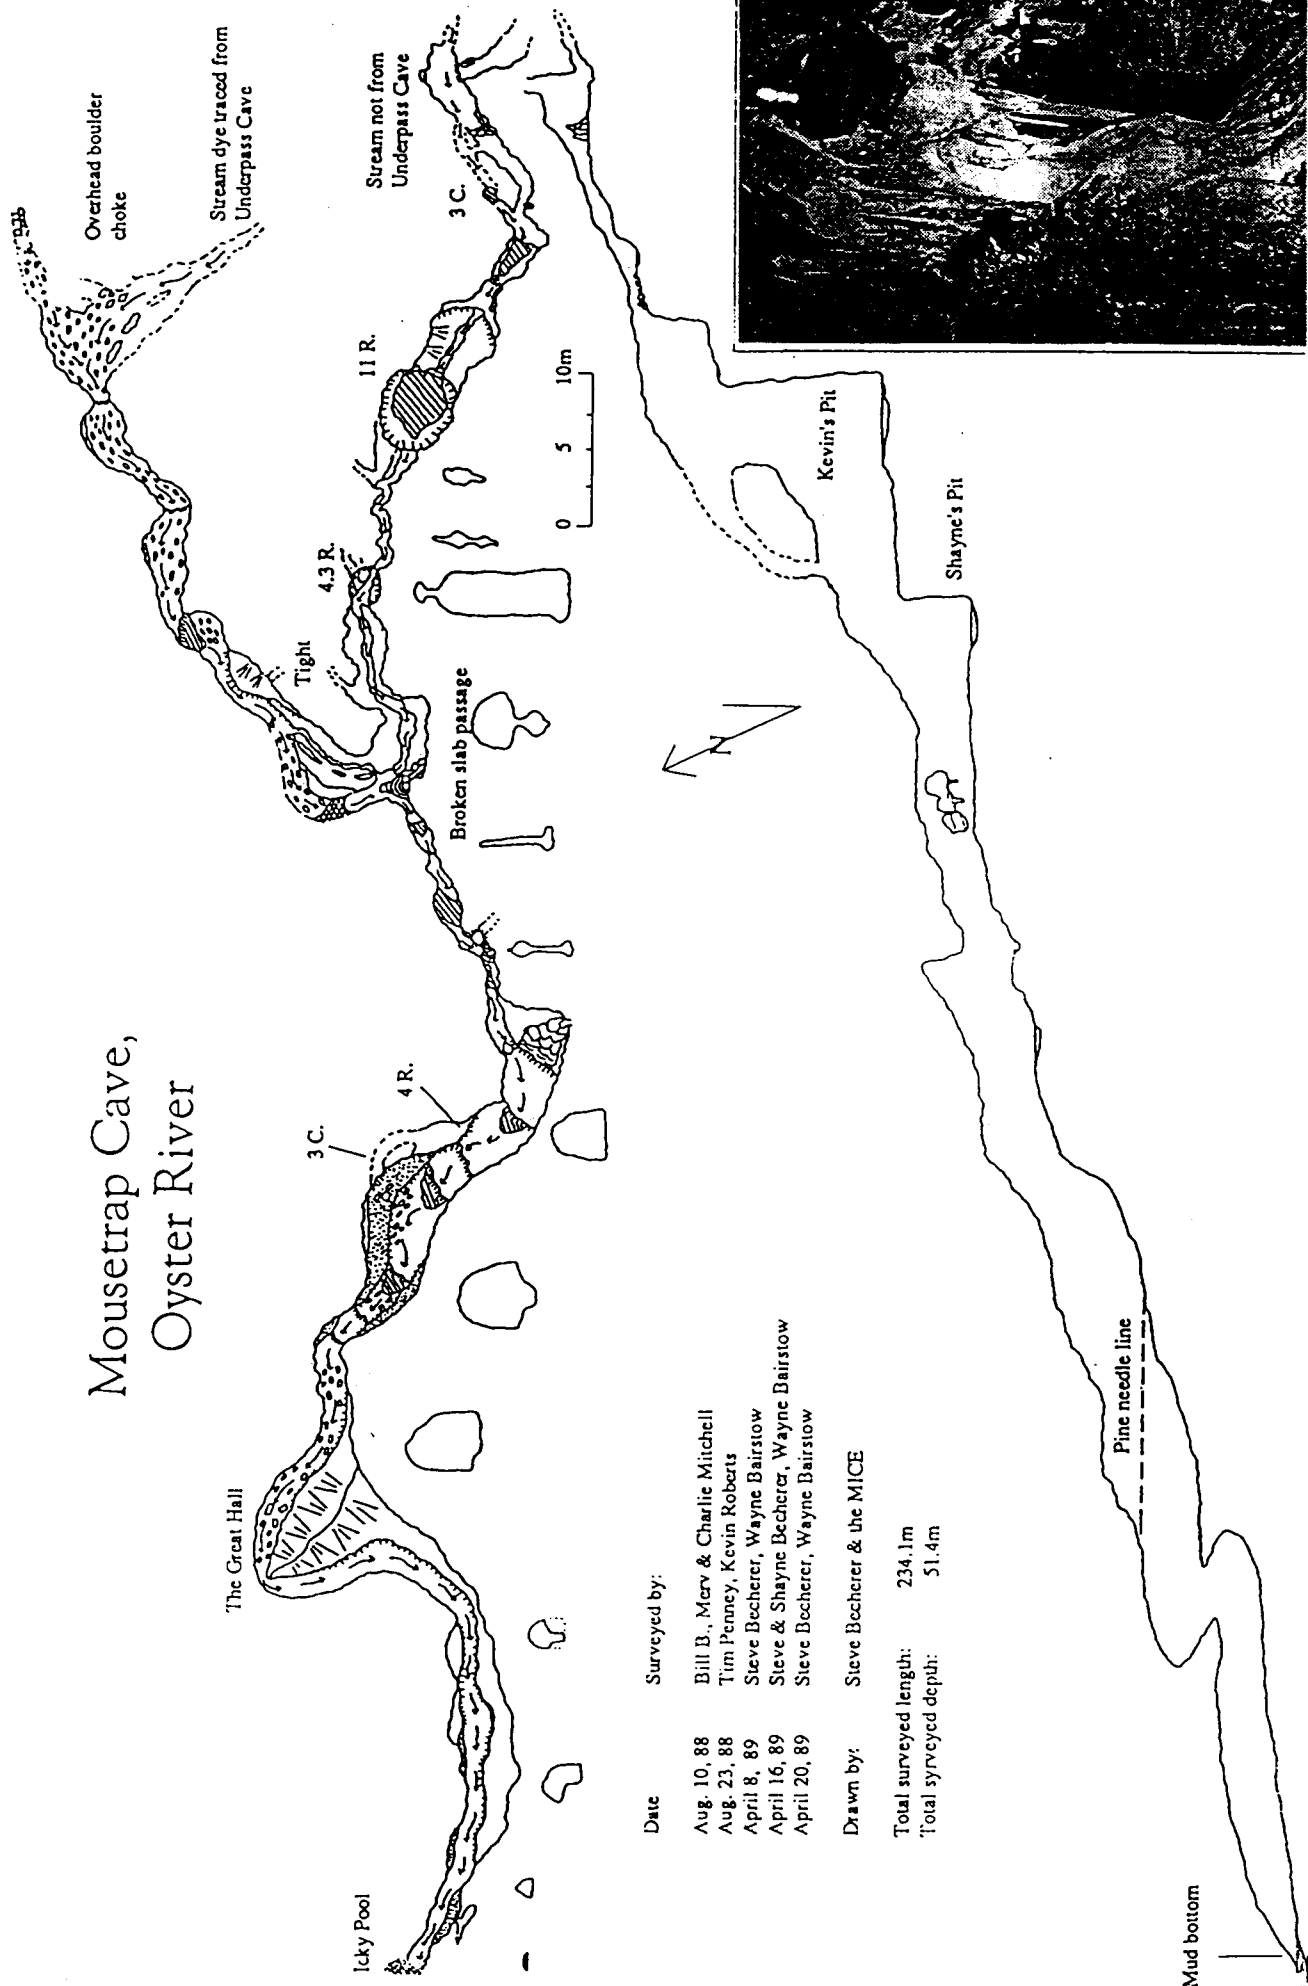 Mousetrap Cave,
Oyster River
Icky Pool
The Great Hall
3 C.
4 R.
Broken slab passage
Tight
4.3 R.
11 R.
3 C.
Stream not from
Underpass Cave
Overhead boulder
choke
Stream dye traced from
Underpass Cave
0 5 10m
N
Date Surveyed by:
Aug. 10, 88 Bill B., Merv & Charlie Mitchell
Aug. 23, 88 Tim Penney, Kevin Roberts
April 8, 89 Steve Becherer, Wayne Bairstow
April 16, 89 Steve & Shayne Becherer, Wayne Bairstow
April 20, 89 Steve Becherer, Wayne Bairstow
Drawn by: Steve Becherer & the MICE
Total surveyed length: 234.1m
Total syrveyed depth: 51.4m
Mud bottom
Pine needle line
Shayne's Pit
Kevin's Pit